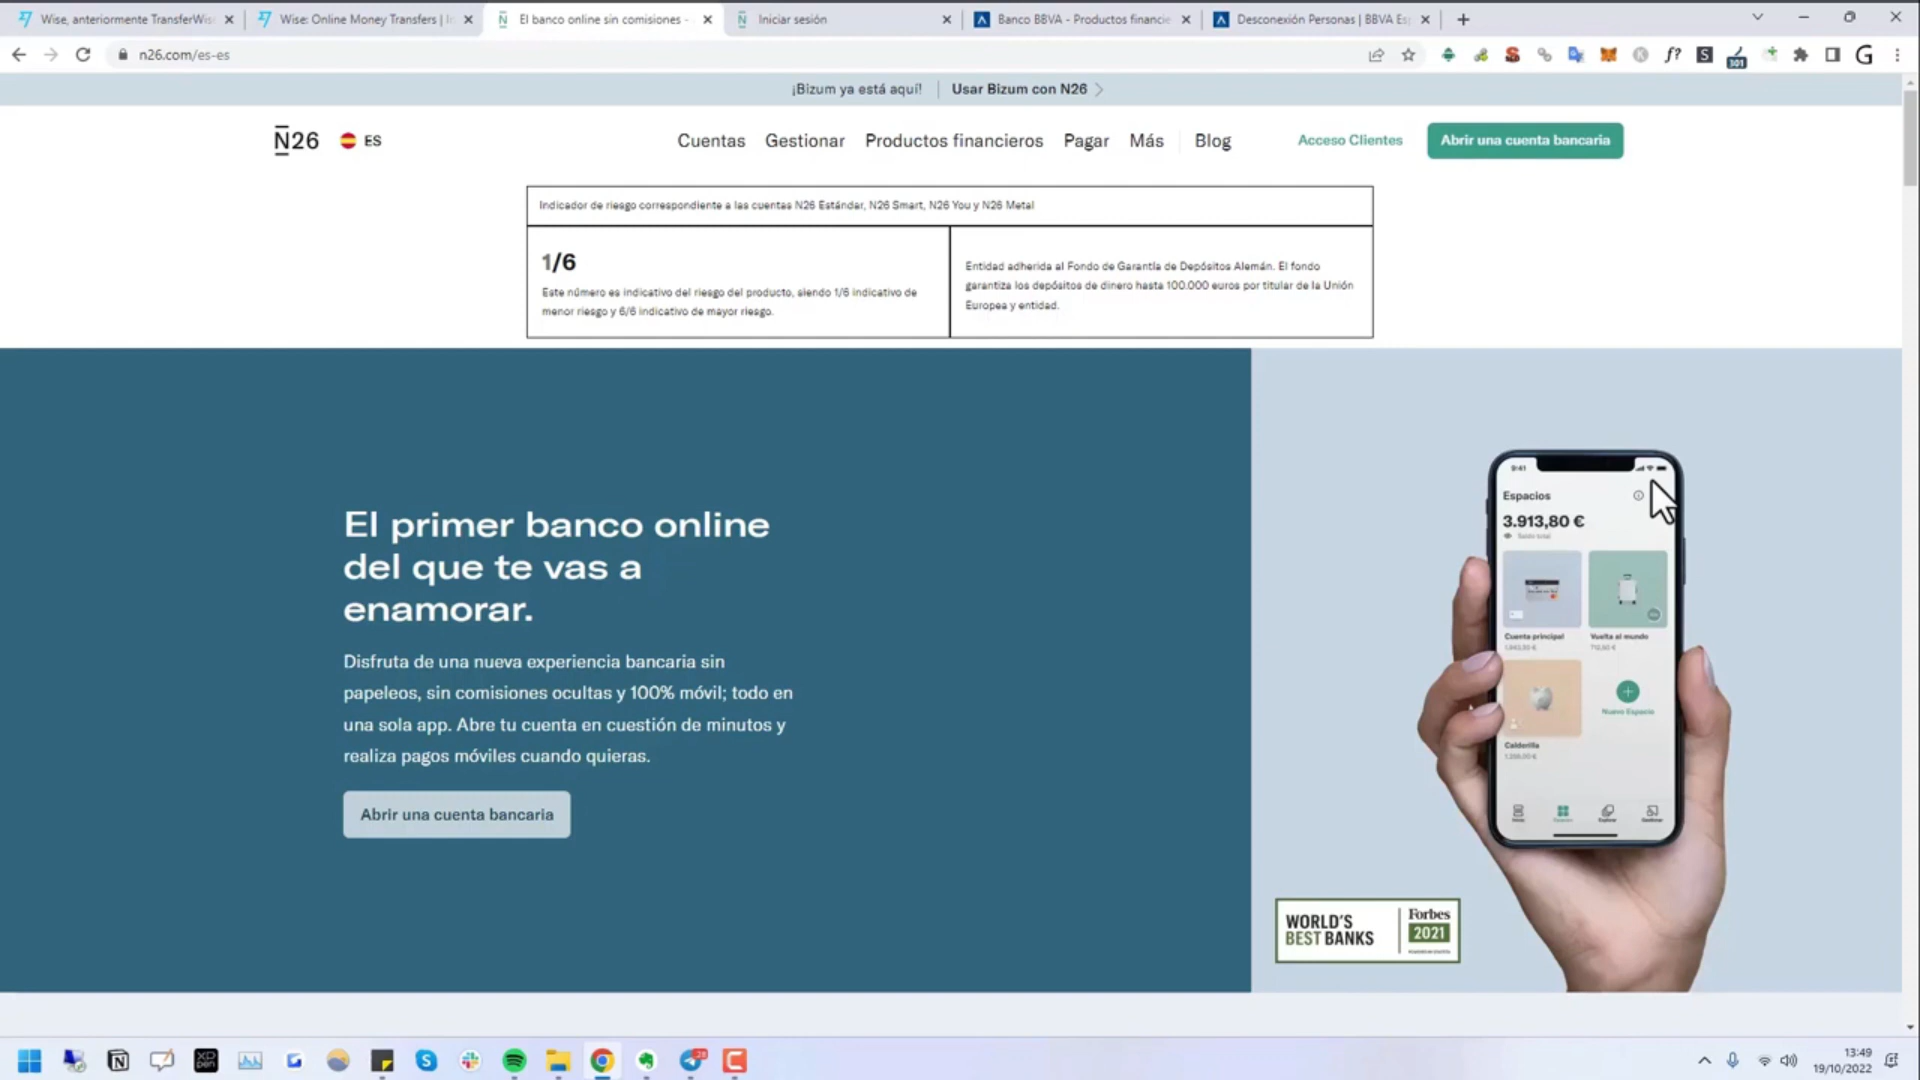 Wise, anteriormente TransferWis
Wise: Online Money Transfers |
El banco online sin comisiones -
Iniciar sesión
Banco BBVA - Productos financie
Desconexión Personas | BBVA Es
n26.com/es-es
301
¡Bizum ya está aquí!
Usar Bizum con N26
N26
ES
Cuentas
Gestionar
Productos financieros
Pagar
Más
Blog
Acceso Clientes
Abrir una cuenta bancaria
Indicador de riesgo correspondiente a las cuentas N26 Estándar, N26 Smart, N26 You y N26 Metal
1/6
Este número es indicativo del riesgo del producto, siendo 1/6 indicativo de
menor riesgo y 6/6 indicativo de mayor riesgo.
Entidad adherida al Fondo de Garantía de Depósitos Alemán. El fondo
garantiza los depósitos de dinero hasta 100.000 euros por titular de la Unión
Europea y entidad.
El primer banco online
del que te vas a
enamorar.
Disfruta de una nueva experiencia bancaria sin
papeleos, sin comisiones ocultas y 100% móvil; todo en
una sola app. Abre tu cuenta en cuestión de minutos y
realiza pagos móviles cuando quieras.
Abrir una cuenta bancaria
9:41
Espacios
3.913,80 €
Saldo total
Cuenta principal
Vuelta al mundo
712,50 €
Nuevo Espacio
Calderilla
WORLD'S
BEST BANKS
Forbes
2021
13:49
19/10/2022